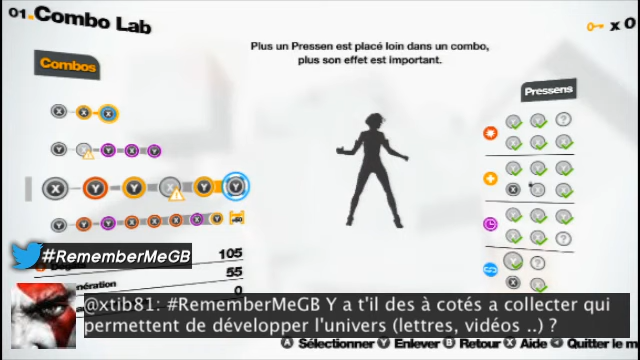 01. Combo Lab
Plus un Pressen est placé loin dans un combo,
plus son effet est important.
x 0
Combos
Pressens
X Y X
Y X Y X X
X Y Y X Y Y
105
55
0
#RememberMeGB
@xtib81: #RememberMeGB Y a t'il des à cotés a collecter qui
permettent de développer l'univers (lettres, vidéos ..) ?
A Sélectionner Y Enlever B Retour X Aide Quitter le m